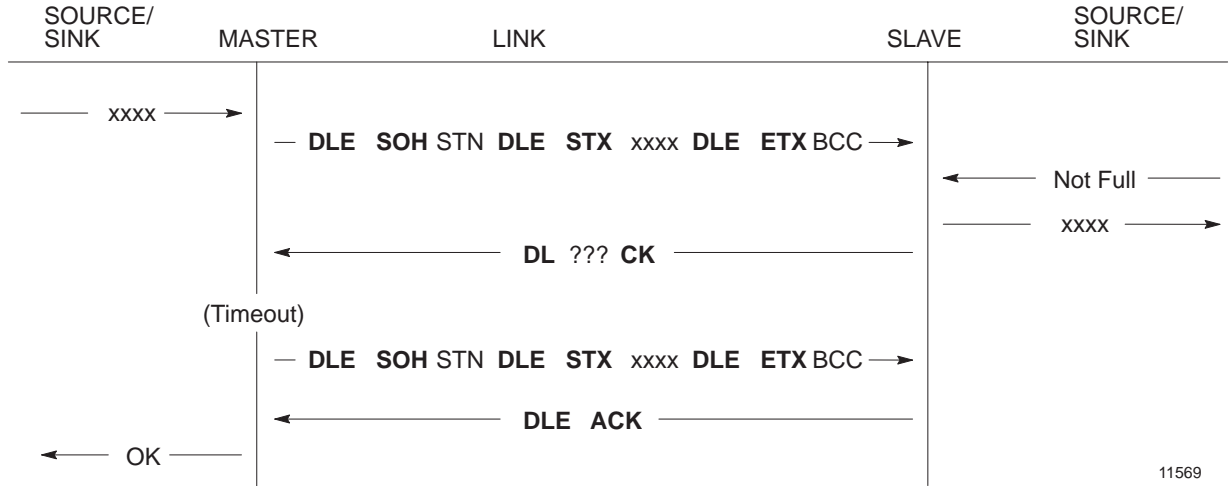 SOURCE/
SINK
MASTER
LINK
SLAVE
SOURCE/
SINK
xxxx
DLE SOH STN DLE STX xxxx DLE ETX BCC
Not Full
xxxx
DL ??? CK
(Timeout)
DLE SOH STN DLE STX xxxx DLE ETX BCC
DLE ACK
OK
11569